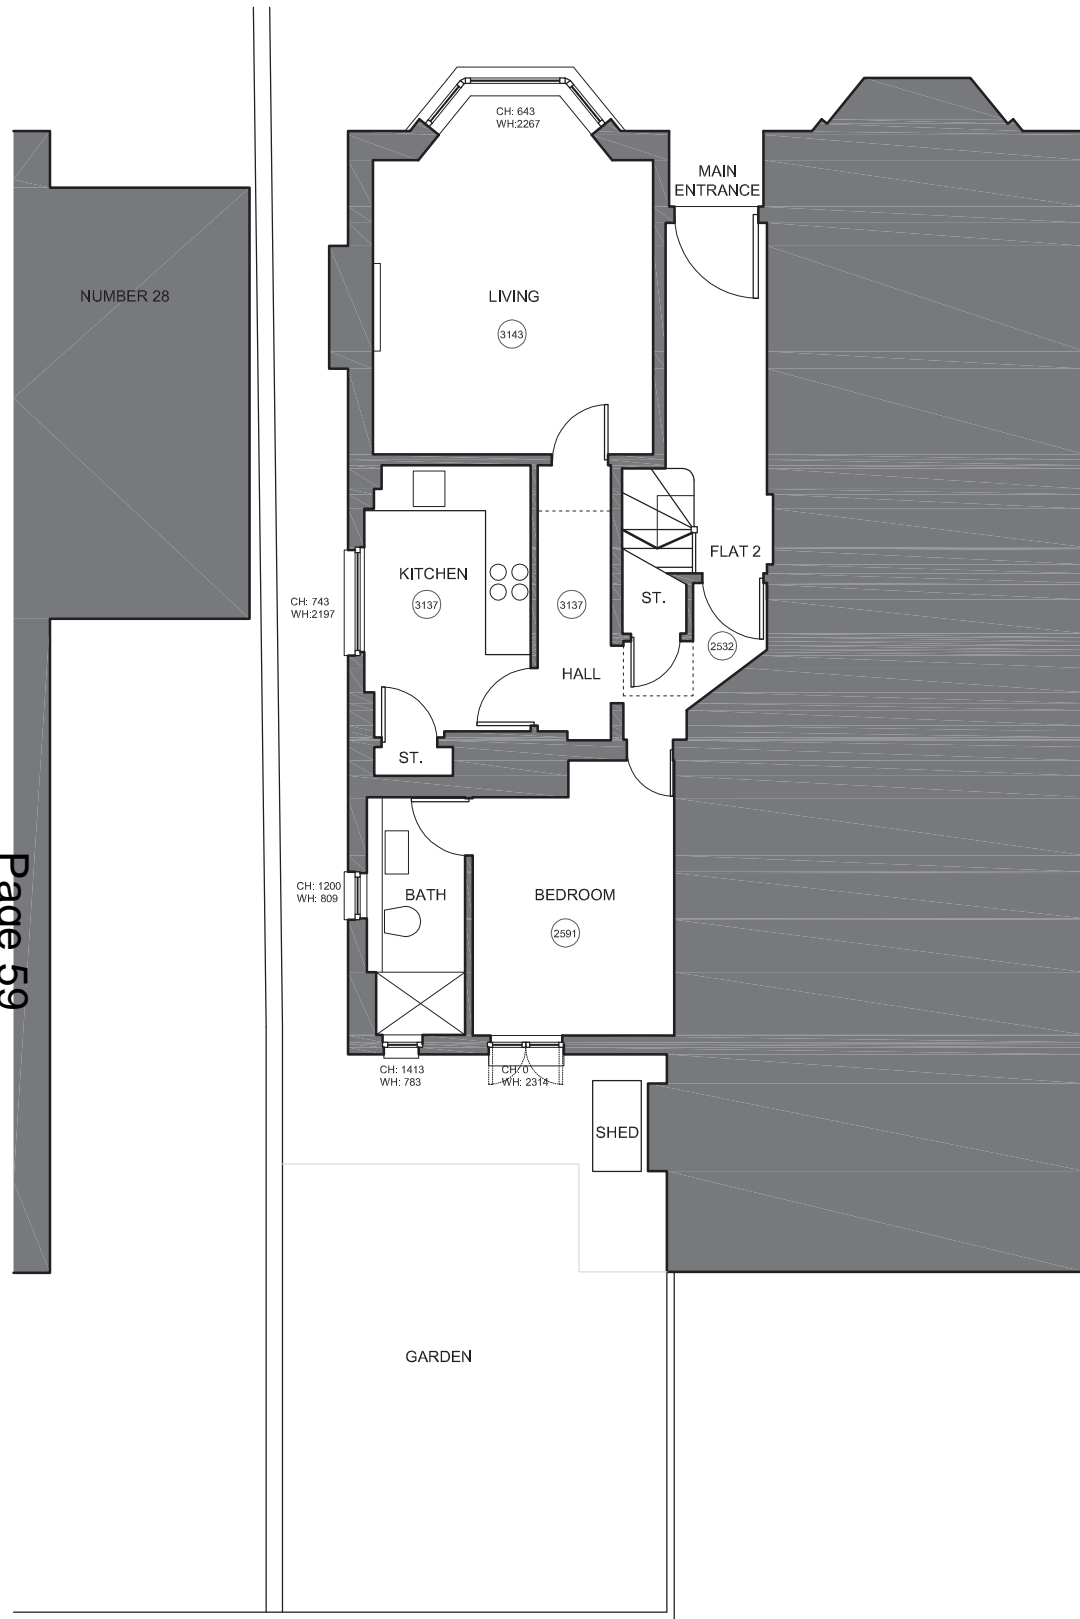 CH: 643
WH:2267
MAIN
ENTRANCE
NUMBER 28
LIVING
3143
FLAT 2
KITCHEN
3137
3137
ST.
CH: 743
WH:2197
2532
HALL
ST.
CH: 1200
WH: 809
BATH
BEDROOM
2591
Page 59
CH: 1413
WH: 783
CH: 0
WH: 2314
SHED
GARDEN